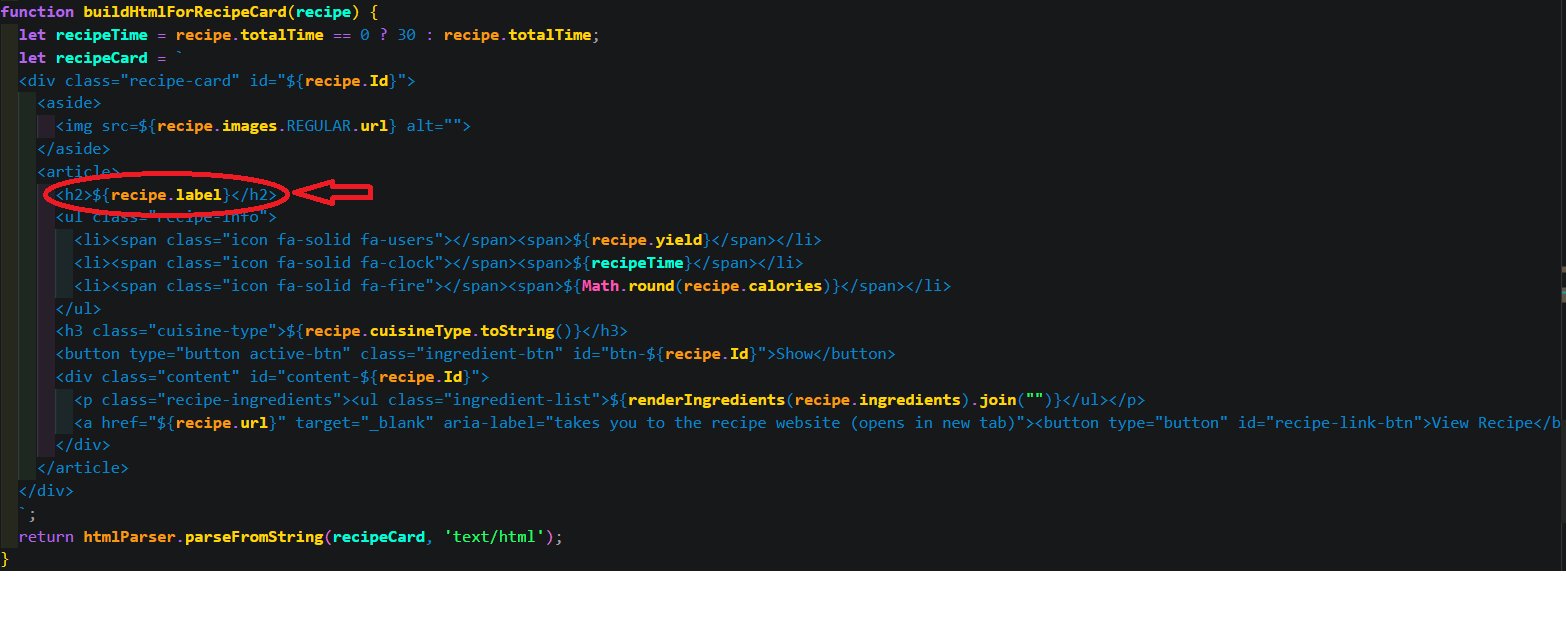 function buildHtmlForRecipeCard(recipe) {
let recipeTime = recipe.totalTime == 0 ? 30 : recipe.totalTime;
let recipeCard = `
<div class="recipe-card" id="${recipe.Id}">
<aside>
<img src=${recipe.images.REGULAR.url} alt="">
</aside>
<article>
<h2>${recipe.label}</h2>
<ul class="recipe-info">
<li><span class="icon fa-solid fa-users"></span><span>${recipe.yield}</span></li>
<li><span class="icon fa-solid fa-clock"></span><span>${recipeTime}</span></li>
<li><span class="icon fa-solid fa-fire"></span><span>${Math.round(recipe.calories)}</span></li>
</ul>
<h3 class="cuisine-type">${recipe.cuisineType.toString()}</h3>
<button type="button active-btn" class="ingredient-btn" id="btn-${recipe.Id}">Show</button>
<div class="content" id="content-${recipe.Id}">
<p class="recipe-ingredients"><ul class="ingredient-list">${renderIngredients(recipe.ingredients).join("")}</ul></p>
<a href="${recipe.url}" target="_blank" aria-label="takes you to the recipe website (opens in new tab)"><button type="button" id="recipe-link-btn">View Recipe</b
</div>
</article>
</div>
`;
return htmlParser.parseFromString(recipeCard, 'text/html');
}